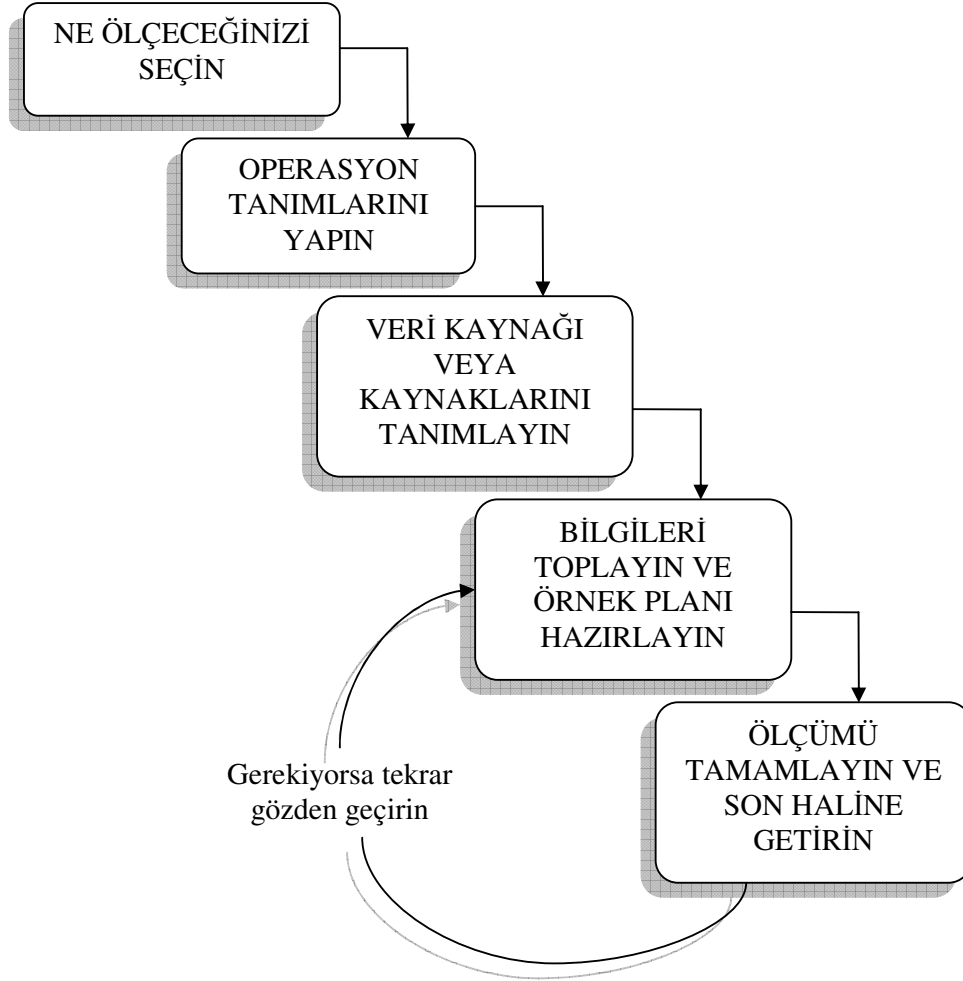 NE ÖLÇECEĞİNİZİ
SEÇİN
OPERASYON
TANIMLARINI
YAPIN
VERİ KAYNAĞI
VEYA
KAYNAKLARINI
TANIMLAYIN
BİLGİLERİ
TOPLAYIN VE
ÖRNEK PLANI
HAZIRLAYIN
ÖLÇÜMÜ
TAMAMLAYIN VE
SON HALİNE
GETİRİN
Gerekiyorsa tekrar
gözden geçirin